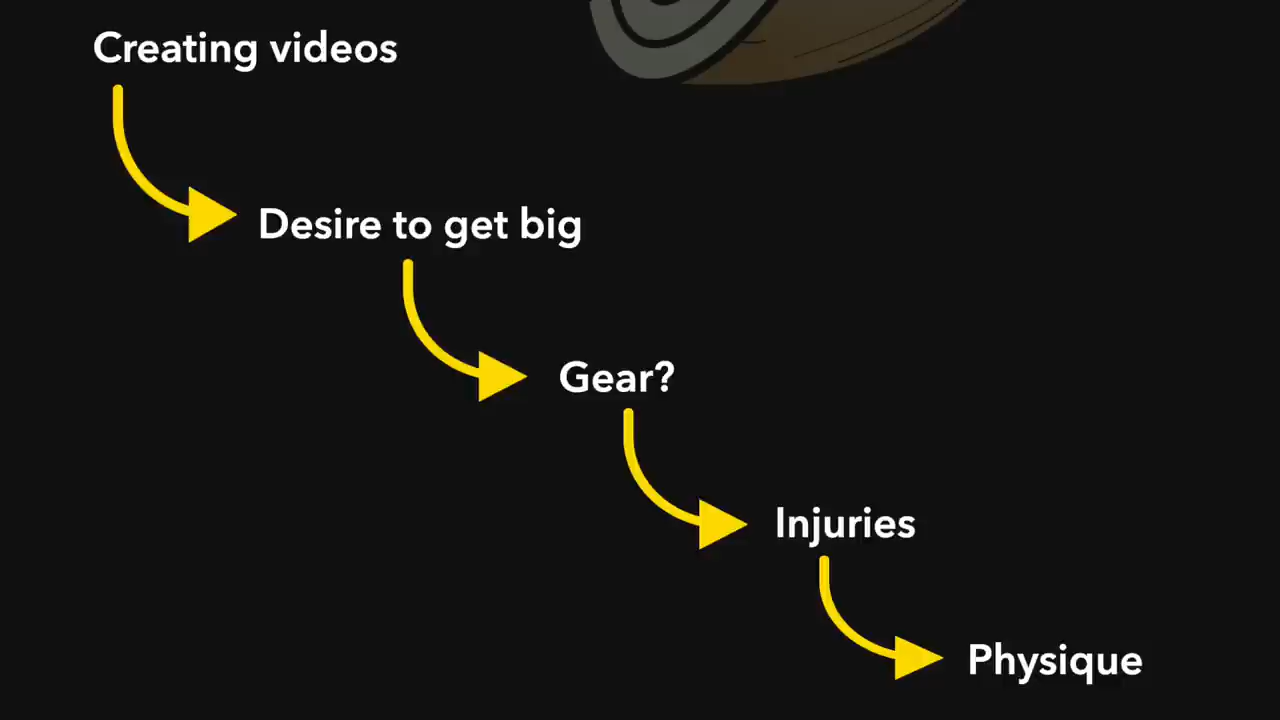 Creating videos
Desire to get big
Gear?
Injuries
Physique